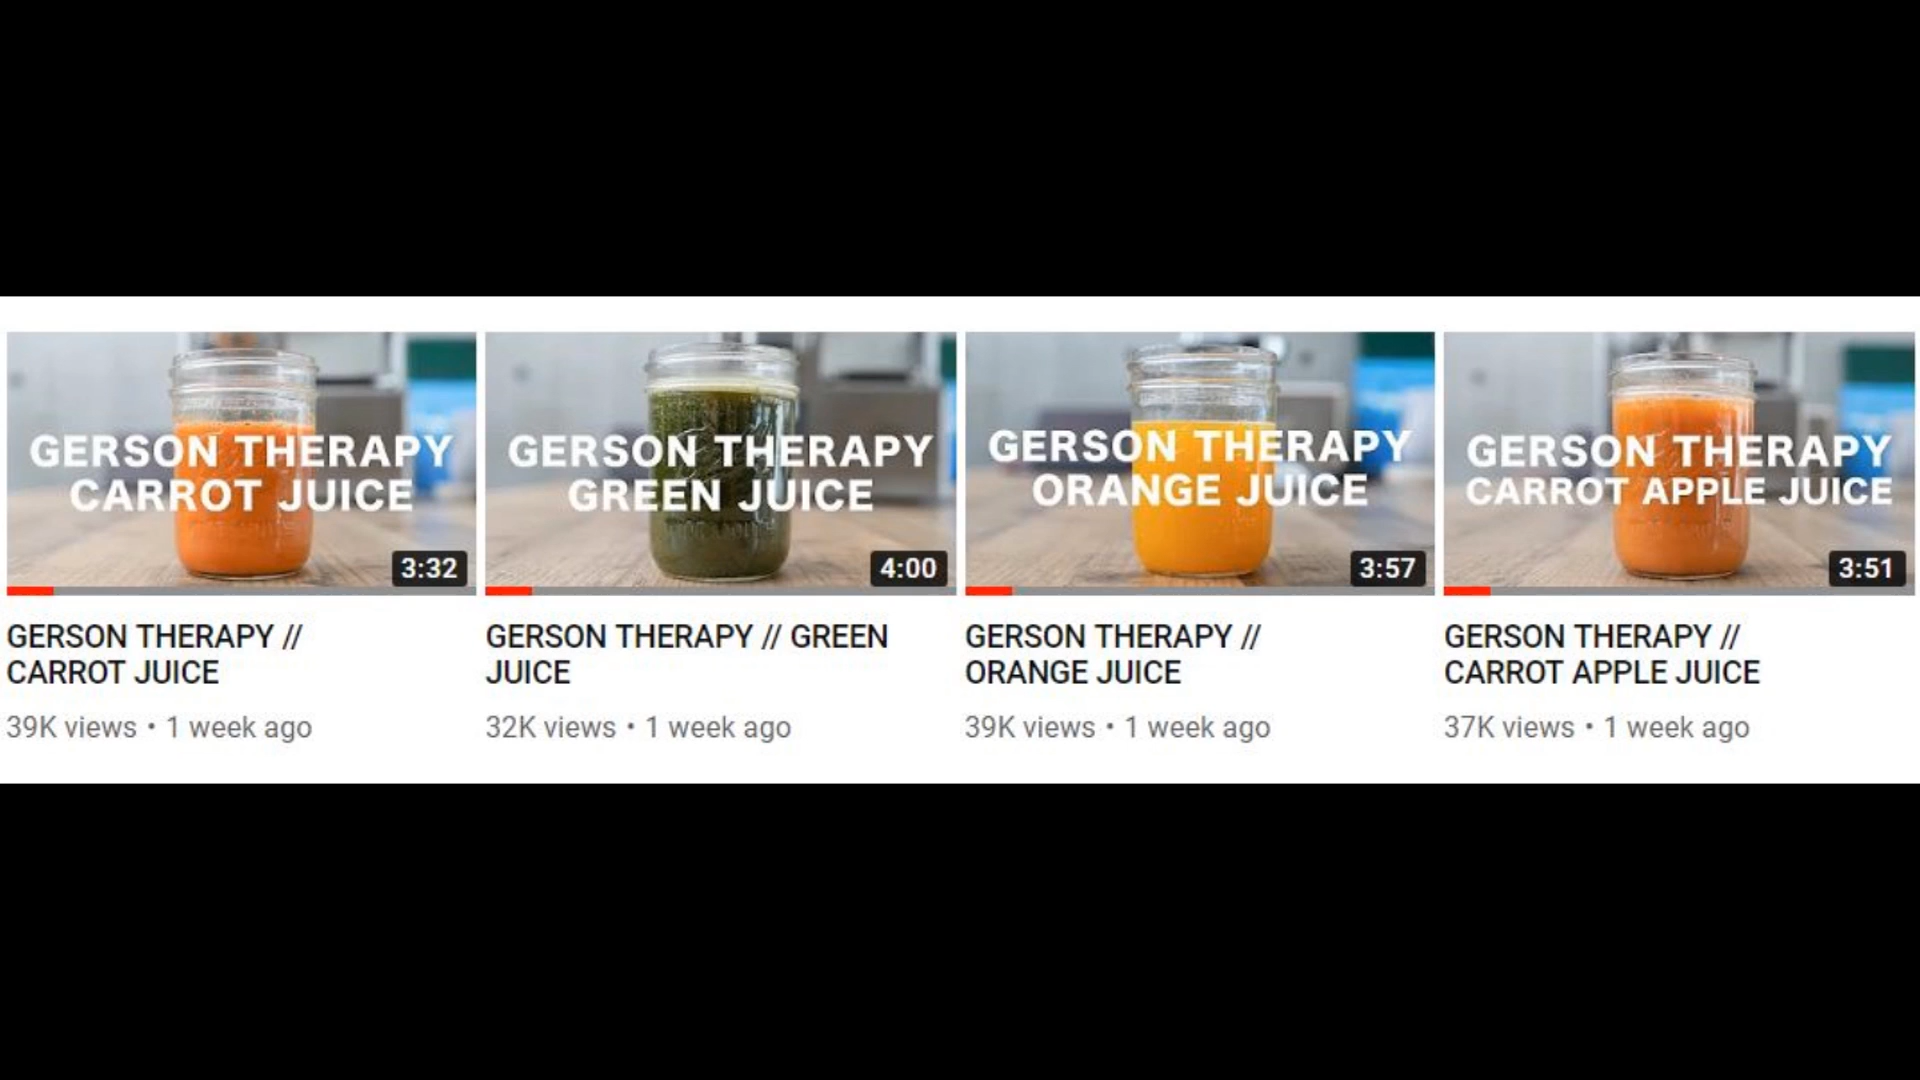 GERSON THERAPY
CARROT JUICE
3:32
GERSON THERAPY //
CARROT JUICE
39K views • 1 week ago
GERSON THERAPY
GREEN JUICE
4:00
GERSON THERAPY // GREEN
JUICE
32K views • 1 week ago
GERSON THERAPY
ORANGE JUICE
3:57
GERSON THERAPY //
ORANGE JUICE
39K views • 1 week ago
GERSON THERAPY
CARROT APPLE JUICE
3:51
GERSON THERAPY //
CARROT APPLE JUICE
37K views • 1 week ago